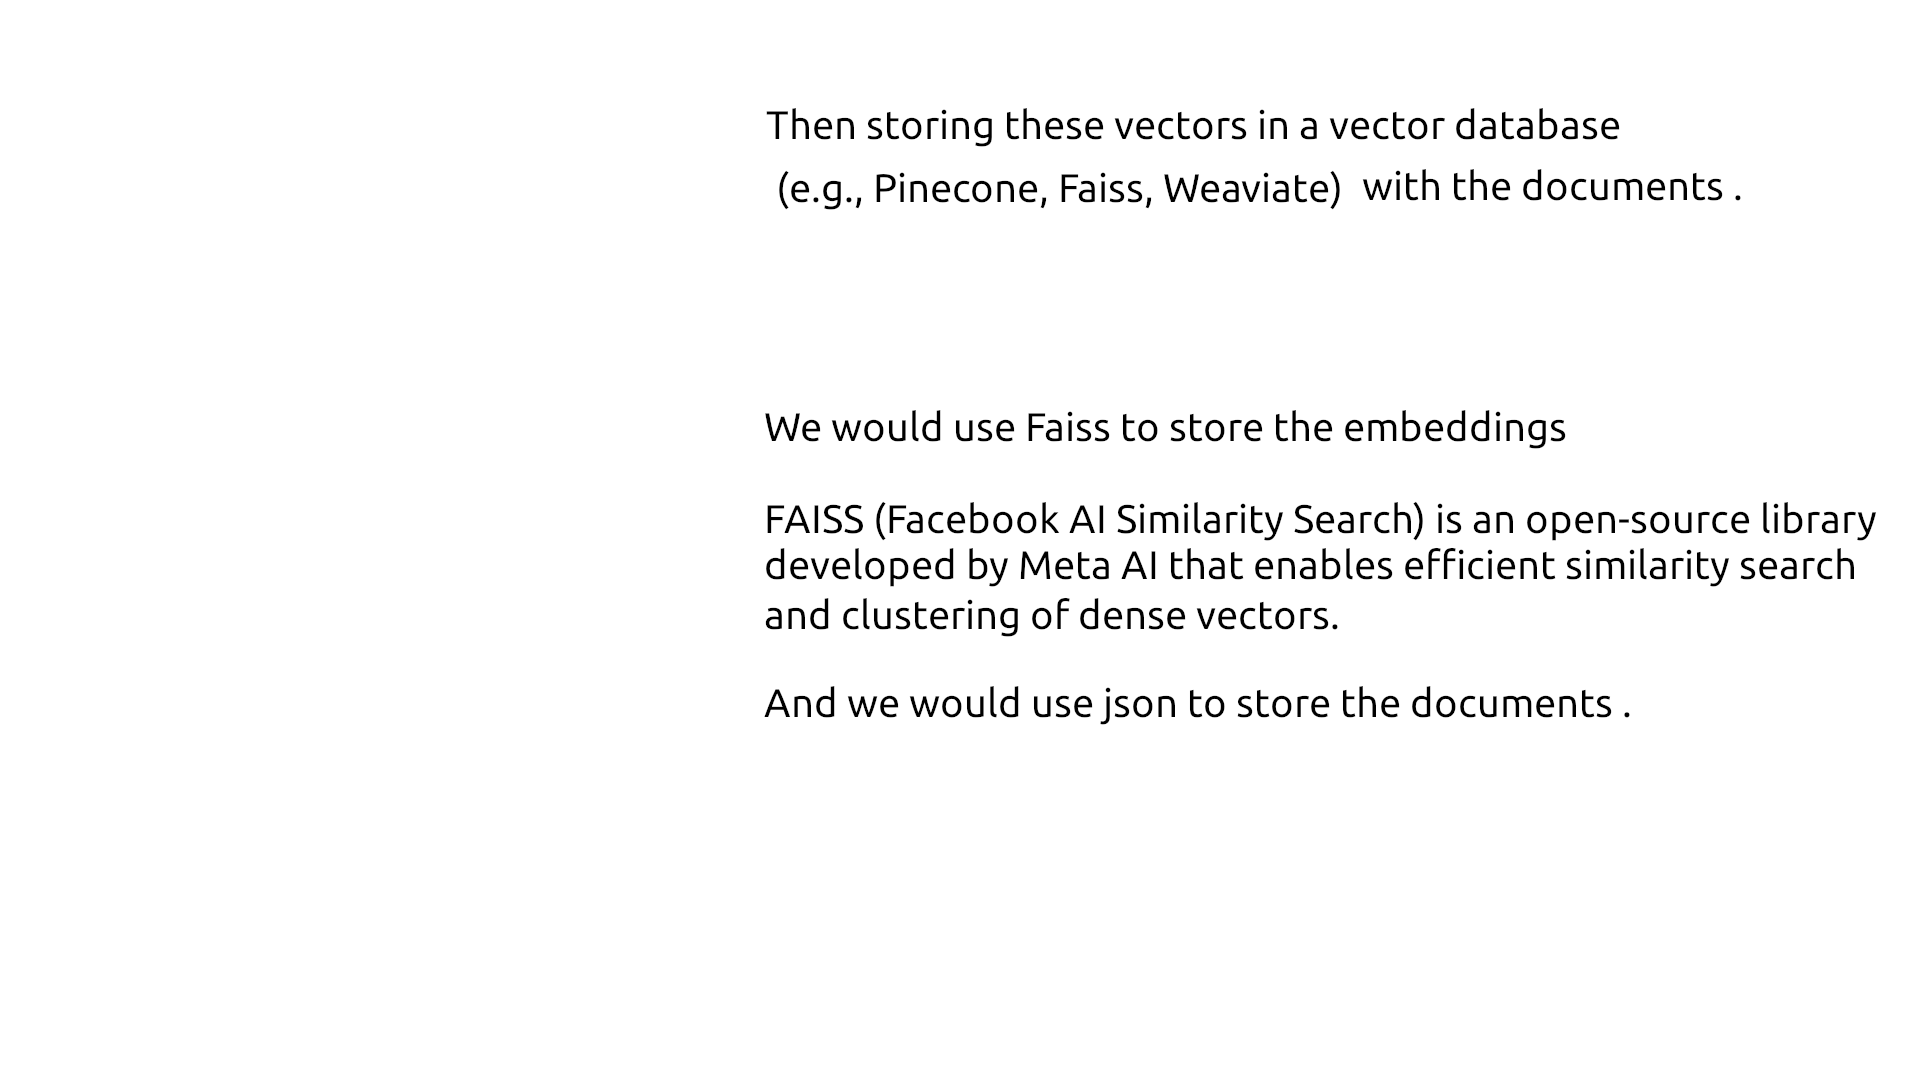 Then storing these vectors in a vector database
(e.g., Pinecone, Faiss, Weaviate) with the documents .
We would use Faiss to store the embeddings
FAISS (Facebook AI Similarity Search) is an open-source library
developed by Meta AI that enables efficient similarity search
and clustering of dense vectors.
And we would use json to store the documents .